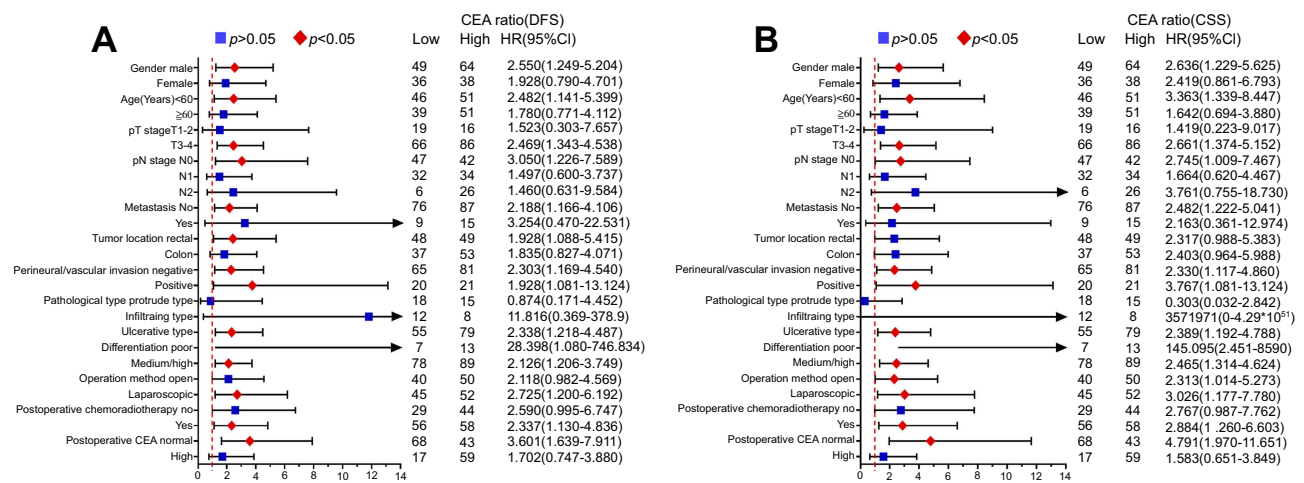 A
p>0.05 p<0.05
CEA ratio(DFS)
Low High HR(95%Cl)
Gender male 49 64 2.550(1.249-5.204)
Female 36 38 1.928(0.790-4.701)
Age(Years)<60 46 51 2.482(1.141-5.399)
≧60 39 51 1.780(0.771-4.112)
pT stageT1-2 19 16 1.523(0.303-7.657)
T3-4 66 86 2.469(1.343-4.538)
pN stage N0 47 42 3.050(1.226-7.589)
N1 32 34 1.497(0.600-3.737)
N2 6 26 1.460(0.631-9.584)
Metastasis No 76 87 2.188(1.166-4.106)
Yes 9 15 3.254(0.470-22.531)
Tumor location rectal 48 49 1.928(1.088-5.415)
Colon 37 53 1.835(0.827-4.071)
Perineural/vascular invasion negative 65 81 2.303(1.169-4.540)
Positive 20 21 1.928(1.081-13.124)
Pathological type protrude type 18 15 0.874(0.171-4.452)
Infiltraing type 12 8 11.816(0.369-378.9)
Ulcerative type 55 79 2.338(1.218-4.487)
Differentiation poor 7 13 28.398(1.080-746.834)
Medium/high 78 89 2.126(1.206-3.749)
Operation method open 40 50 2.118(0.982-4.569)
Laparoscopic 45 52 2.725(1.200-6.192)
Postoperative chemoradiotherapy no 29 44 2.590(0.995-6.747)
Yes 56 58 2.337(1.130-4.836)
Postoperative CEA normal 68 43 3.601(1.639-7.911)
High 17 59 1.702(0.747-3.880)
0 2 4 6 8 10 12 14
B
p>0.05 p<0.05
CEA ratio(CSS)
Low High HR(95%Cl)
Gender male 49 64 2.636(1.229-5.625)
Female 36 38 2.419(0.861-6.793)
Age(Years)<60 46 51 3.363(1.339-8.447)
≧60 39 51 1.642(0.694-3.880)
pT stageT1-2 19 16 1.419(0.223-9.017)
T3-4 66 86 2.661(1.374-5.152)
pN stage N0 47 42 2.745(1.009-7.467)
N1 32 34 1.664(0.620-4.467)
N2 6 26 3.761(0.755-18.730)
Metastasis No 76 87 2.482(1.222-5.041)
Yes 9 15 2.163(0.361-12.974)
Tumor location rectal 48 49 2.317(0.988-5.383)
Colon 37 53 2.403(0.964-5.988)
Perineural/vascular invasion negative 65 81 2.330(1.117-4.860)
Positive 20 21 3.767(1.081-13.124)
Pathological type protrude type 18 15 0.303(0.032-2.842)
Infiltraing type 12 8 3571971(0-4.29*10⁵¹)
Ulcerative type 55 79 2.389(1.192-4.788)
Differentiation poor 7 13 145.095(2.451-8590)
Medium/high 78 89 2.465(1.314-4.624)
Operation method open 40 50 2.313(1.014-5.273)
Laparoscopic 45 52 3.026(1.177-7.780)
Postoperative chemoradiotherapy no 29 44 2.767(0.987-7.762)
Yes 56 58 2.884(1 .260-6.603)
Postoperative CEA normal 68 43 4.791(1.970-11.651)
High 17 59 1.583(0.651-3.849)
0 2 4 6 8 10 12 14